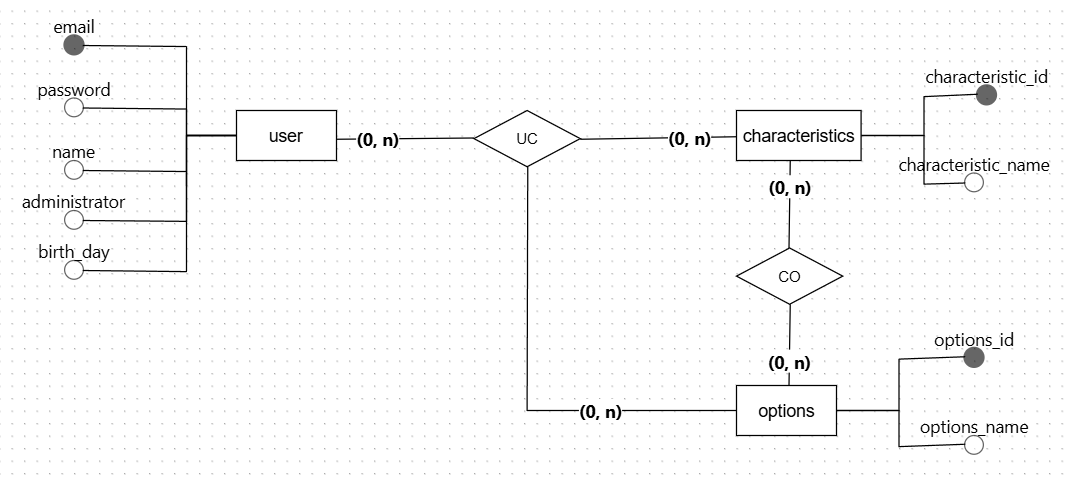 email
password
name
administrator
birth_day
user
(0, n)
UC
(0, n)
characteristics
characteristic_id
characteristic_name
(0, n)
CO
(0, n)
options
(0, n)
options_id
options_name